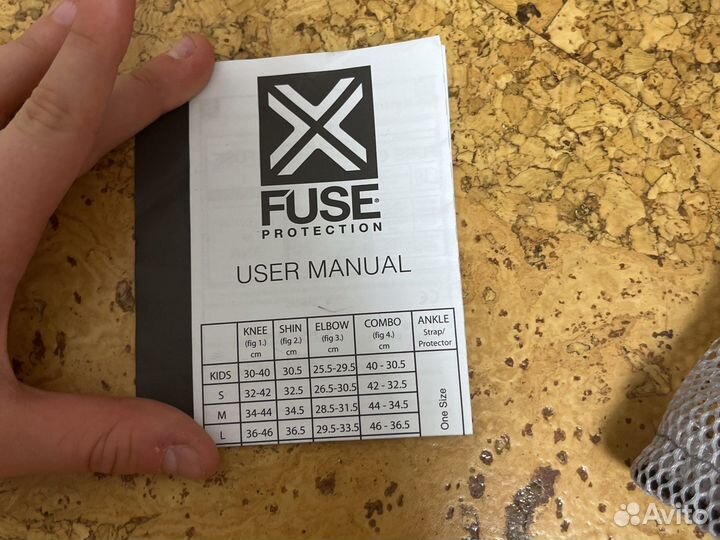 FUSE®
PROTECTION
USER MANUAL
KNEE SHIN ELBOW COMBO ANKLE
(fig 1.) (fig 2.) (fig 3.) (fig 4.) Strap/
cm cm cm cm Protector
KIDS 30-40 30.5 25.5-29.5 40 - 30.5
S 32-42 32.5 26.5-30.5 42 - 32.5
M 34-44 34.5 28.5-31.5 44 - 34.5
L 36-46 36.5 29.5-33.5 46 - 36.5
One Size
Avito